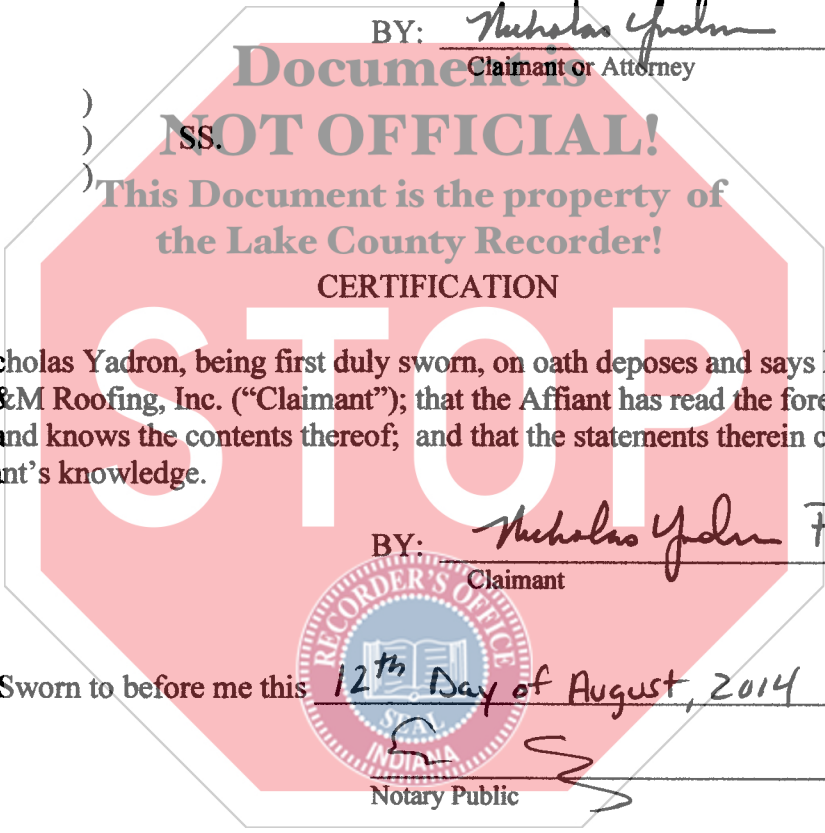 BY: Nicholas Yadron
Claimant or Attorney
Document is
)
) SS.
NOT OFFICIAL!
)
This Document is the property of
the Lake County Recorder!
CERTIFICATION
STOP
cholas Yadron, being first duly sworn, on oath deposes and says
&M Roofing, Inc. (“Claimant”); that the Affiant has read the fore
and knows the contents thereof; and that the statements therein c
nt’s knowledge.
BY: Nicholas Yadron
Claimant
RECORDER'S OFFICE
Sworn to before me this 12th Day of August, 2014
SEAL
INDIANA
Notary Public